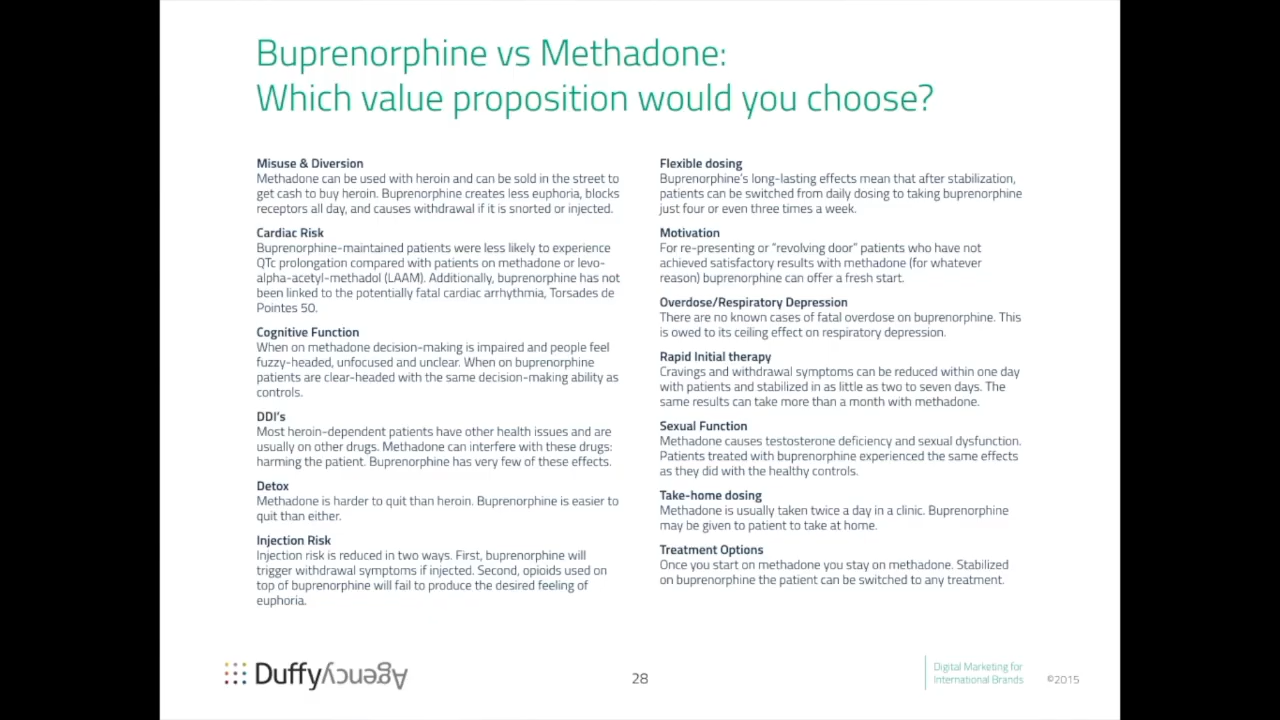 Buprenorphine vs Methadone:
Which value proposition would you choose?
Misuse & Diversion
Methadone can be used with heroin and can be sold in the street to
get cash to buy heroin. Buprenorphine creates less euphoria, blocks
receptors all day, and causes withdrawal if it is snorted or injected.
Cardiac Risk
Buprenorphine-maintained patients were less likely to experience
QTc prolongation compared with patients on methadone or levo-
alpha-acetyl-methadol (LAAM). Additionally, buprenorphine has not
been linked to the potentially fatal cardiac arrhythmia, Torsades de
Pointes 50.
Cognitive Function
When on methadone decision-making is impaired and people feel
fuzzy-headed, unfocused and unclear. When on buprenorphine
patients are clear-headed with the same decision-making ability as
controls.
DDI's
Most heroin-dependent patients have other health issues and are
usually on other drugs. Methadone can interfere with these drugs:
harming the patient. Buprenorphine has very few of these effects.
Detox
Methadone is harder to quit than heroin. Buprenorphine is easier to
quit than either.
Injection Risk
Injection risk is reduced in two ways. First, buprenorphine will
trigger withdrawal symptoms if injected. Second, opioids used on
top of buprenorphine will fail to produce the desired feeling of
euphoria.
Flexible dosing
Buprenorphine's long-lasting effects mean that after stabilization,
patients can be switched from daily dosing to taking buprenorphine
just four or even three times a week.
Motivation
For re-presenting or "revolving door" patients who have not
achieved satisfactory results with methadone (for whatever
reason) buprenorphine can offer a fresh start.
Overdose/Respiratory Depression
There are no known cases of fatal overdose on buprenorphine. This
is owed to its ceiling effect on respiratory depression.
Rapid Initial therapy
Cravings and withdrawal symptoms can be reduced within one day
with patients and stabilized in as little as two to seven days. The
same results can take more than a month with methadone.
Sexual Function
Methadone causes testosterone deficiency and sexual dysfunction.
Patients treated with buprenorphine experienced the same effects
as they did with the healthy controls.
Take-home dosing
Methadone is usually taken twice a day in a clinic. Buprenorphine
may be given to patient to take at home.
Treatment Options
Once you start on methadone you stay on methadone. Stabilized
on buprenorphine the patient can be switched to any treatment.
Duffy Agency
28
Digital Marketing for
International Brands
©2015